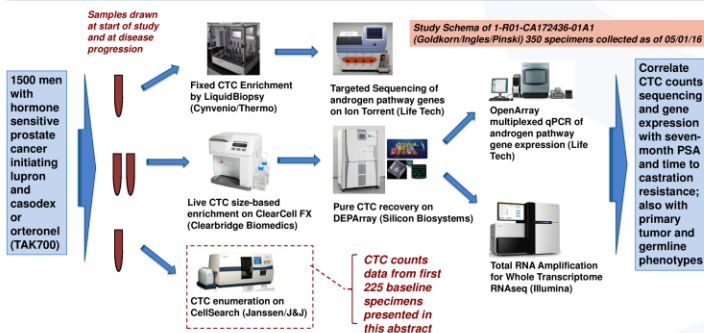 Samples drawn
at start of study
and at disease
progression
Study Schema of 1-R01-CA172436-01A1
(Goldkorn/Ingles/Pinski) 350 specimens collected as of 05/01/16
1500 men
with
hormone
sensitive
prostate
cancer
initiating
lupron
and
casodex
or
orteronel
(TAK700)
Fixed CTC Enrichment
by LiquidBiopsy
(Cynvenio/Thermo)
Targeted Sequencing of
androgen pathway genes
on Ion Torrent (Life Tech)
OpenArray
multiplexed qPCR of
androgen pathway
gene expression (Life
Tech)
Live CTC size-based
enrichment on ClearCell FX
(Clearbridge Biomedics)
Pure CTC recovery on
DEPArray (Silicon Biosystems)
Total RNA Amplification
for Whole Transcriptome
RNAseq (Illumina)
CTC enumeration on
CellSearch (Janssen/J&J)
CTC counts
data from first
225 baseline
specimens
presented in
this abstract
Correlate
CTC counts
sequencing
and gene
expression
with seven-
month PSA
and time to
castration
resistance;
also with
primary
tumor and
germline
phenotypes